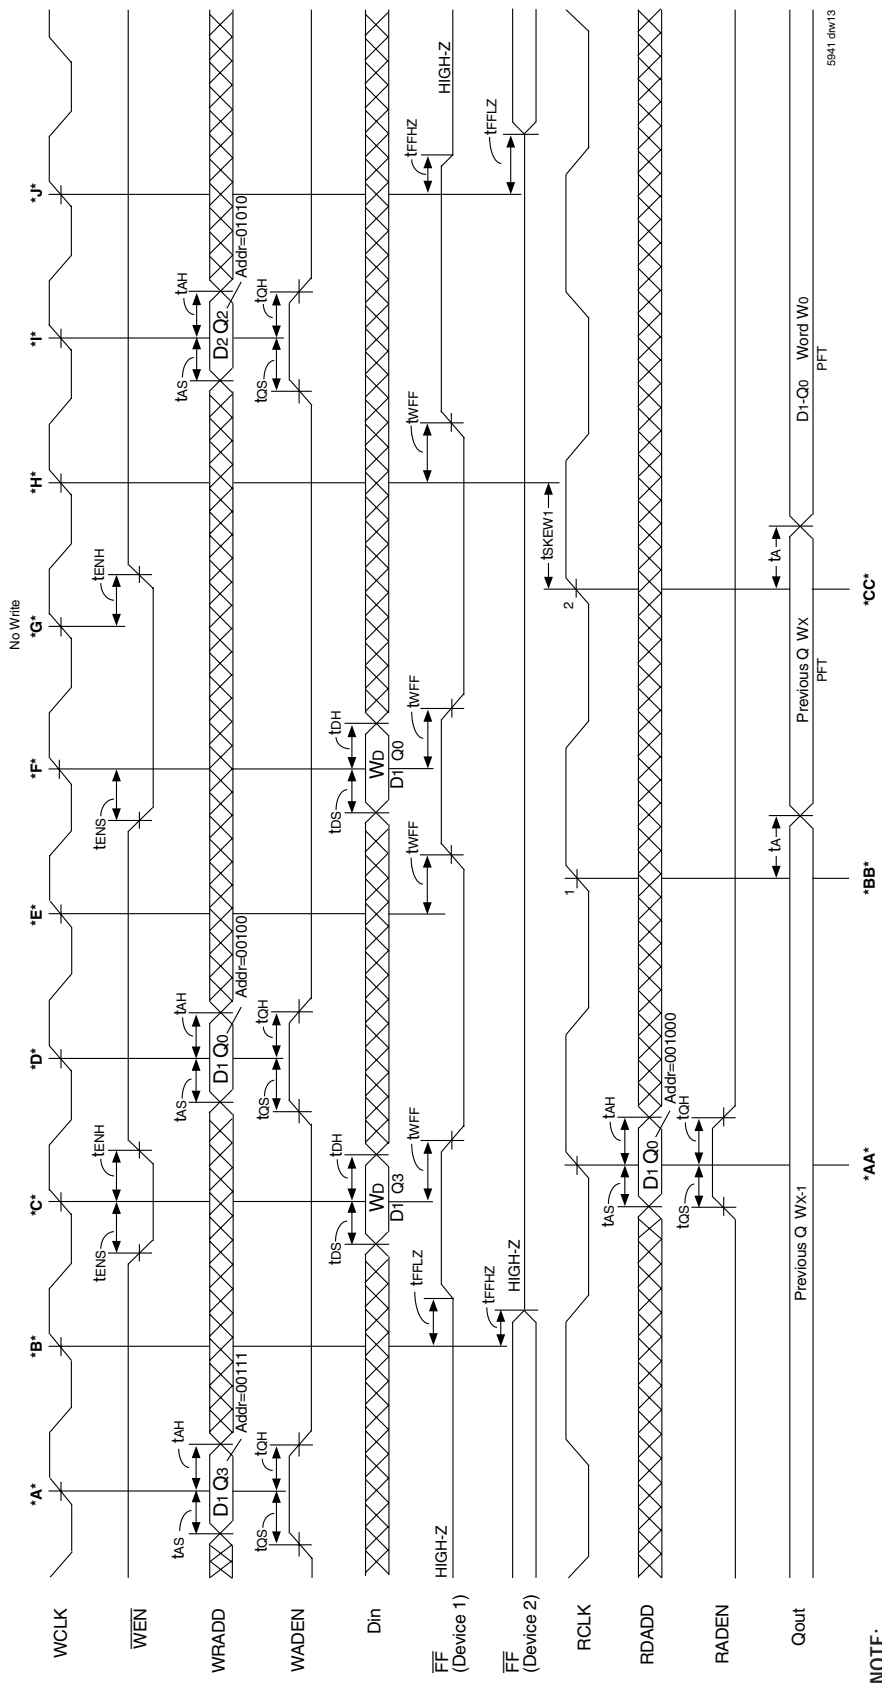 No Write
*A* *B* *C* *D* *E* *F* *G* *H* *I* *J*
WCLK
tENS tENH tENS tENH
WEN
tAS tAH tAS tAH tAS tAH
WRADD D1 Q3 D1 Q0 D2 Q2
Addr=00111 Addr=00100 Addr=01010
tQS tQH tQS tQH tQS tQH
WADEN
tDS tDH tDS tDH
Din WD WD
D1 Q3 D1 Q0
tFFLZ tWFF tWFF tWFF tWFF tFFHZ
HIGH-Z HIGH-Z
FF
(Device 1)
tFFHZ tFFLZ
HIGH-Z
FF
(Device 2)
tSKEW1
1 2
RCLK
tAS tAH
RDADD D1 Q0
Addr=001000
tQS tQH
RADEN
tA tA
Qout Previous Q WX-1 Previous Q WX D1-Q0 Word W0
PFT PFT
5941 drw13
*AA* *BB* *CC*
NOTE: